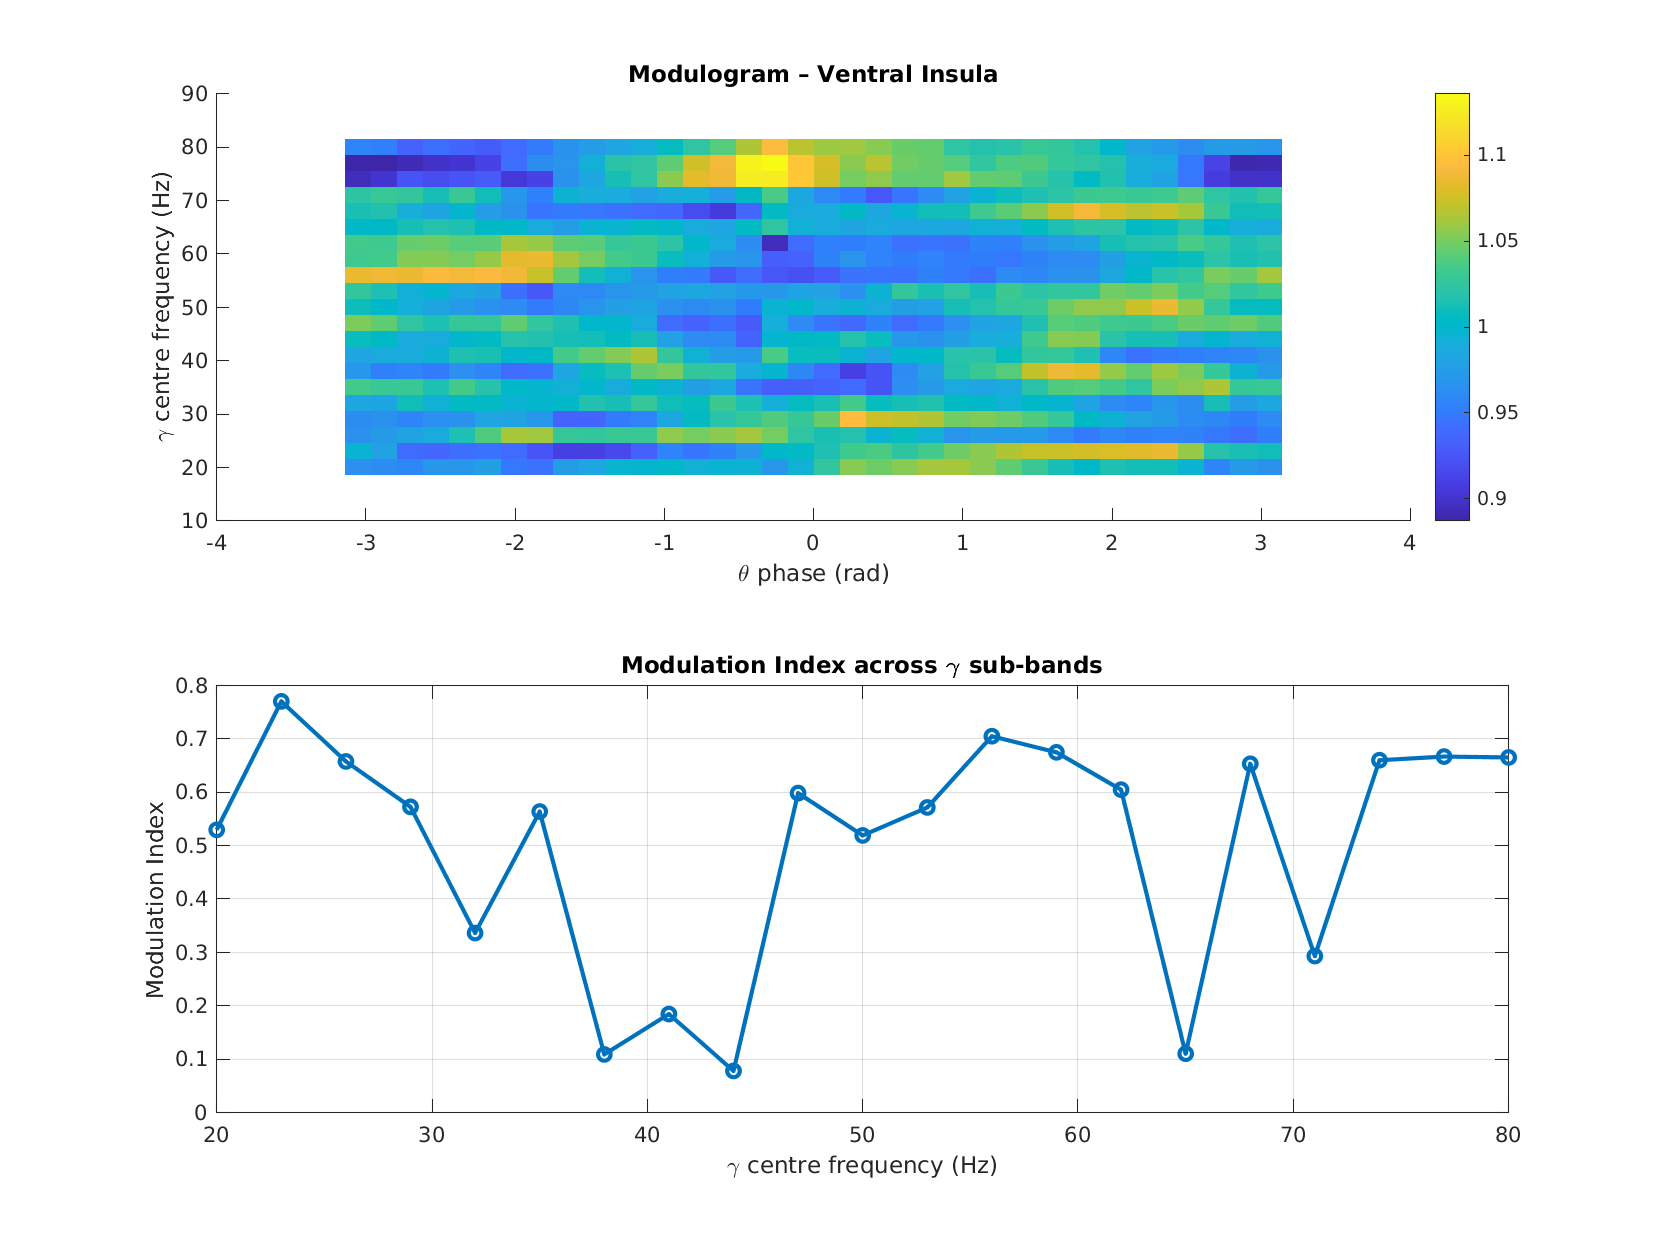 Modulogram – Ventral Insula
γ centre frequency (Hz)
90
80
70
60
50
40
30
20
10
-4 -3 -2 -1 0 1 2 3 4
θ phase (rad)
1.1
1.05
1
0.95
0.9
Modulation Index across γ sub-bands
Modulation Index
0.8
0.7
0.6
0.5
0.4
0.3
0.2
0.1
0
20 30 40 50 60 70 80
γ centre frequency (Hz)